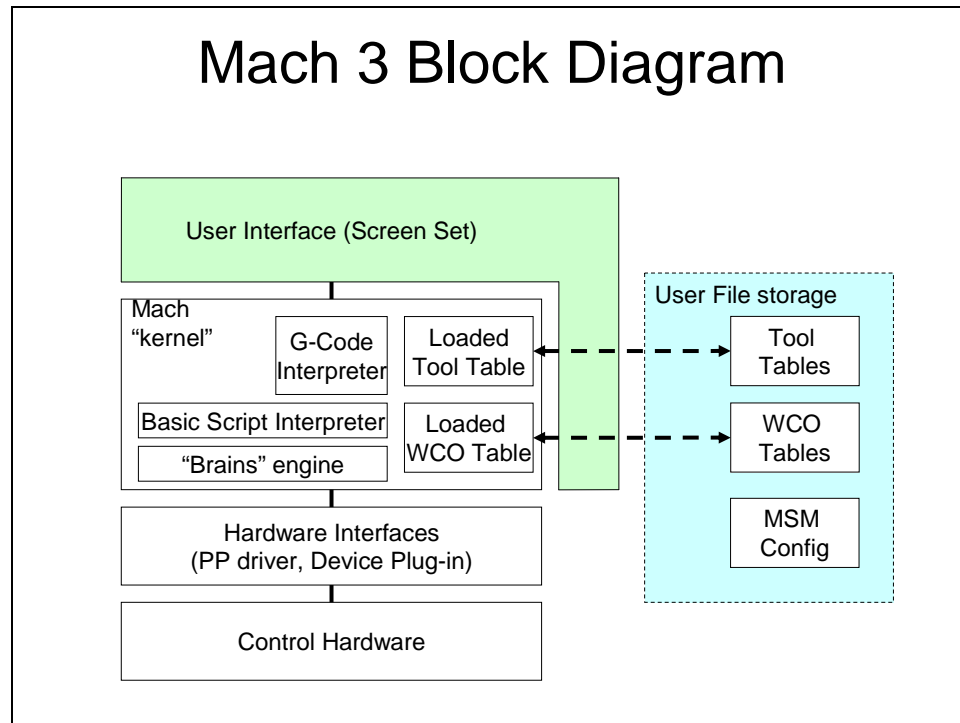 Mach 3 Block Diagram
User Interface (Screen Set)
Mach
“kernel”
G-Code
Interpreter
Loaded
Tool Table
Basic Script Interpreter
Loaded
WCO Table
“Brains” engine
Hardware Interfaces
(PP driver, Device Plug-in)
Control Hardware
User File storage
Tool
Tables
WCO
Tables
MSM
Config